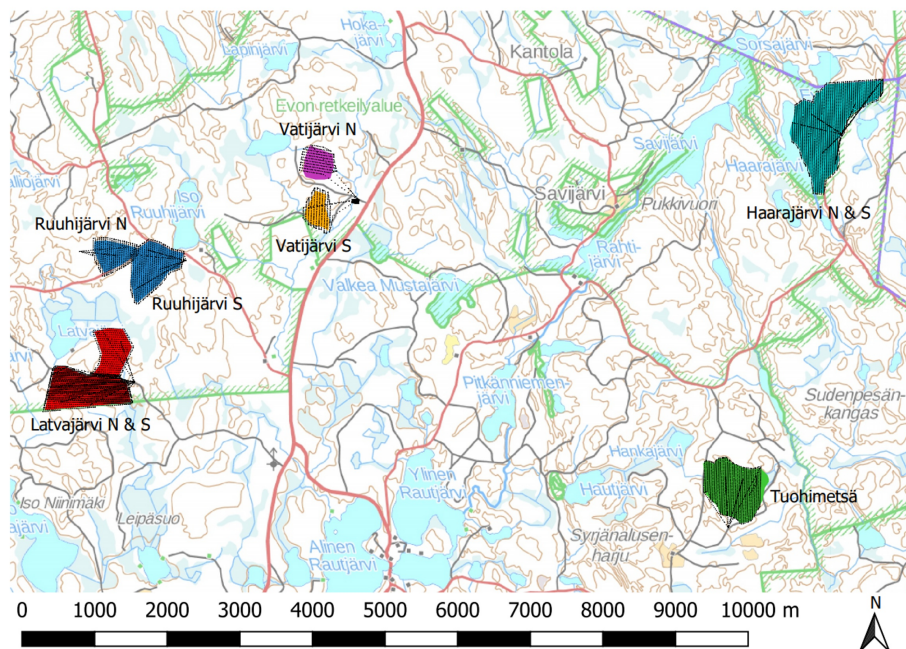 Hoka-
järvi
Lapinjärvi
Kantola
Sorsajärvi
Evon retkeilyalue
Vatijärvi N
Savijärvi
Haarajärvi
Iso
Ruuhijärvi
Savijärvi
Pukkivuori
Haarajärvi N & S
Ruuhijärvi N
Vatijärvi S
Rahti-
järvi
Valkea Mustajärvi
Ruuhijärvi S
Pitkänniemen-
järvi
Sudenpesän-
kangas
Latvajärvi N & S
Hankajärvi
Ylinen
Rautjärvi
Hautjärvi
Tuohimetsä
Iso Niinimäki
Leipäsuo
Syrjänalusen-
harju
Alinen
Rautjärvi
0 1000 2000 3000 4000 5000 6000 7000 8000 9000 10000 m
N